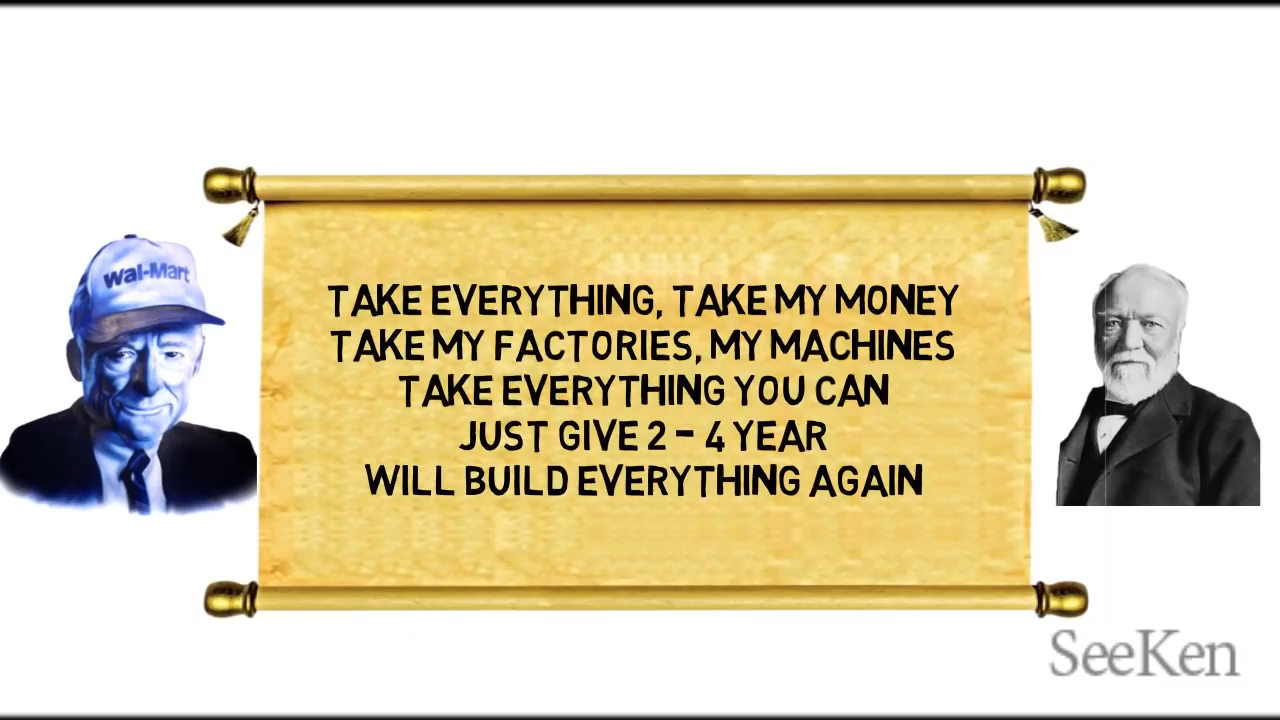 Wal-Mart
TAKE EVERYTHING, TAKE MY MONEY
TAKE MY FACTORIES, MY MACHINES
TAKE EVERYTHING YOU CAN
JUST GIVE 2 - 4 YEAR
WILL BUILD EVERYTHING AGAIN
SeeKen